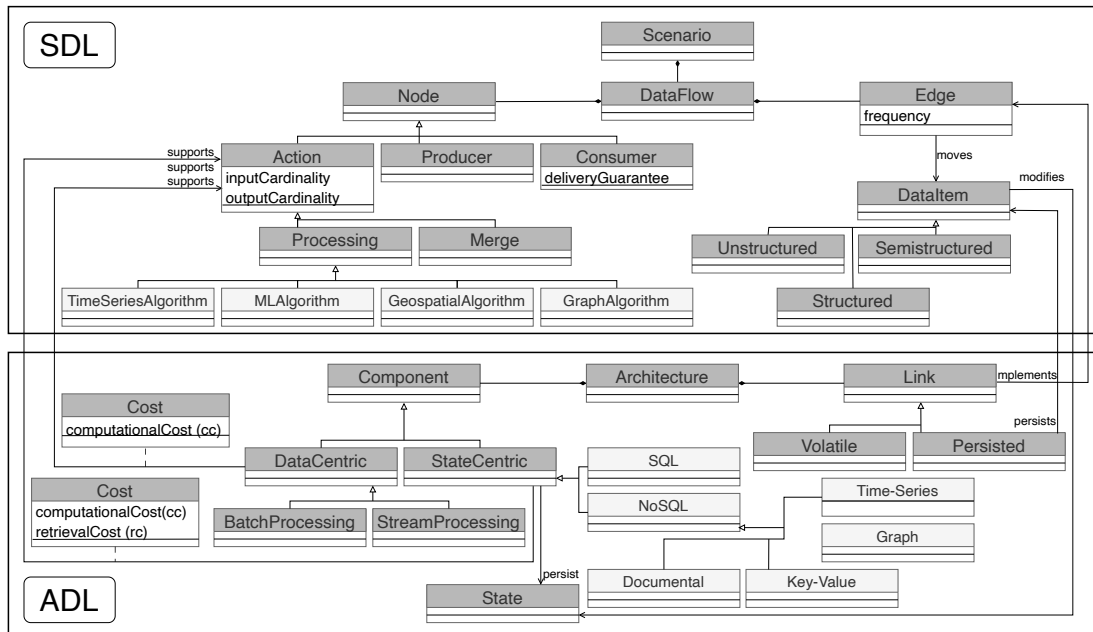 SDL
Scenario
Node
DataFlow
Edge
frequency
supports
supports
supports
Action
inputCardinality
outputCardinality
Producer
Consumer
deliveryGuarantee
moves
modifies
DataItem
Processing
Merge
Unstructured
Semistructured
TimeSeriesAlgorithm
MLAlgorithm
GeospatialAlgorithm
GraphAlgorithm
Structured
Component
Architecture
Link
mplements
Cost
computationalCost (cc)
persists
Volatile
Persisted
DataCentric
StateCentric
SQL
Cost
computationalCost(cc)
retrievalCost (rc)
BatchProcessing
StreamProcessing
NoSQL
Time-Series
Graph
persist
Documental
Key-Value
State
ADL